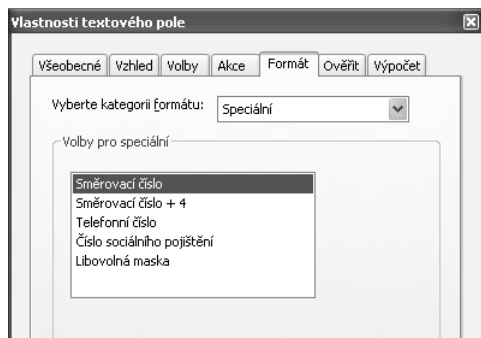 Vlastnosti textového pole
Všeobecné Vzhled Volby Akce Formát Ověřit Výpočet
Vyberte kategorii formátu: Speciální
Volby pro speciální
Směrovací číslo
Směrovací číslo + 4
Telefonní číslo
Číslo sociálního pojištění
Libovolná maska